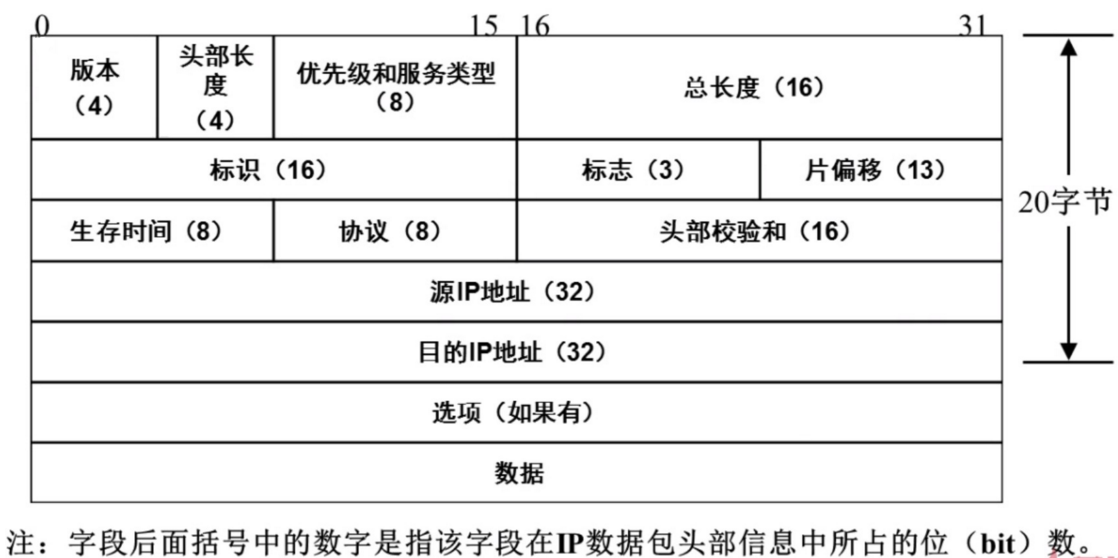 0 15 16 31
版本（4） 头部长度（4） 优先级和服务类型（8） 总长度（16）
标识（16） 标志（3） 片偏移（13）
20字节
生存时间（8） 协议（8） 头部校验和（16）
源IP地址（32）
目的IP地址（32）
选项（如果有）
数据
注：字段后面括号中的数字是指该字段在IP数据包头部信息中所占的位（bit）数。